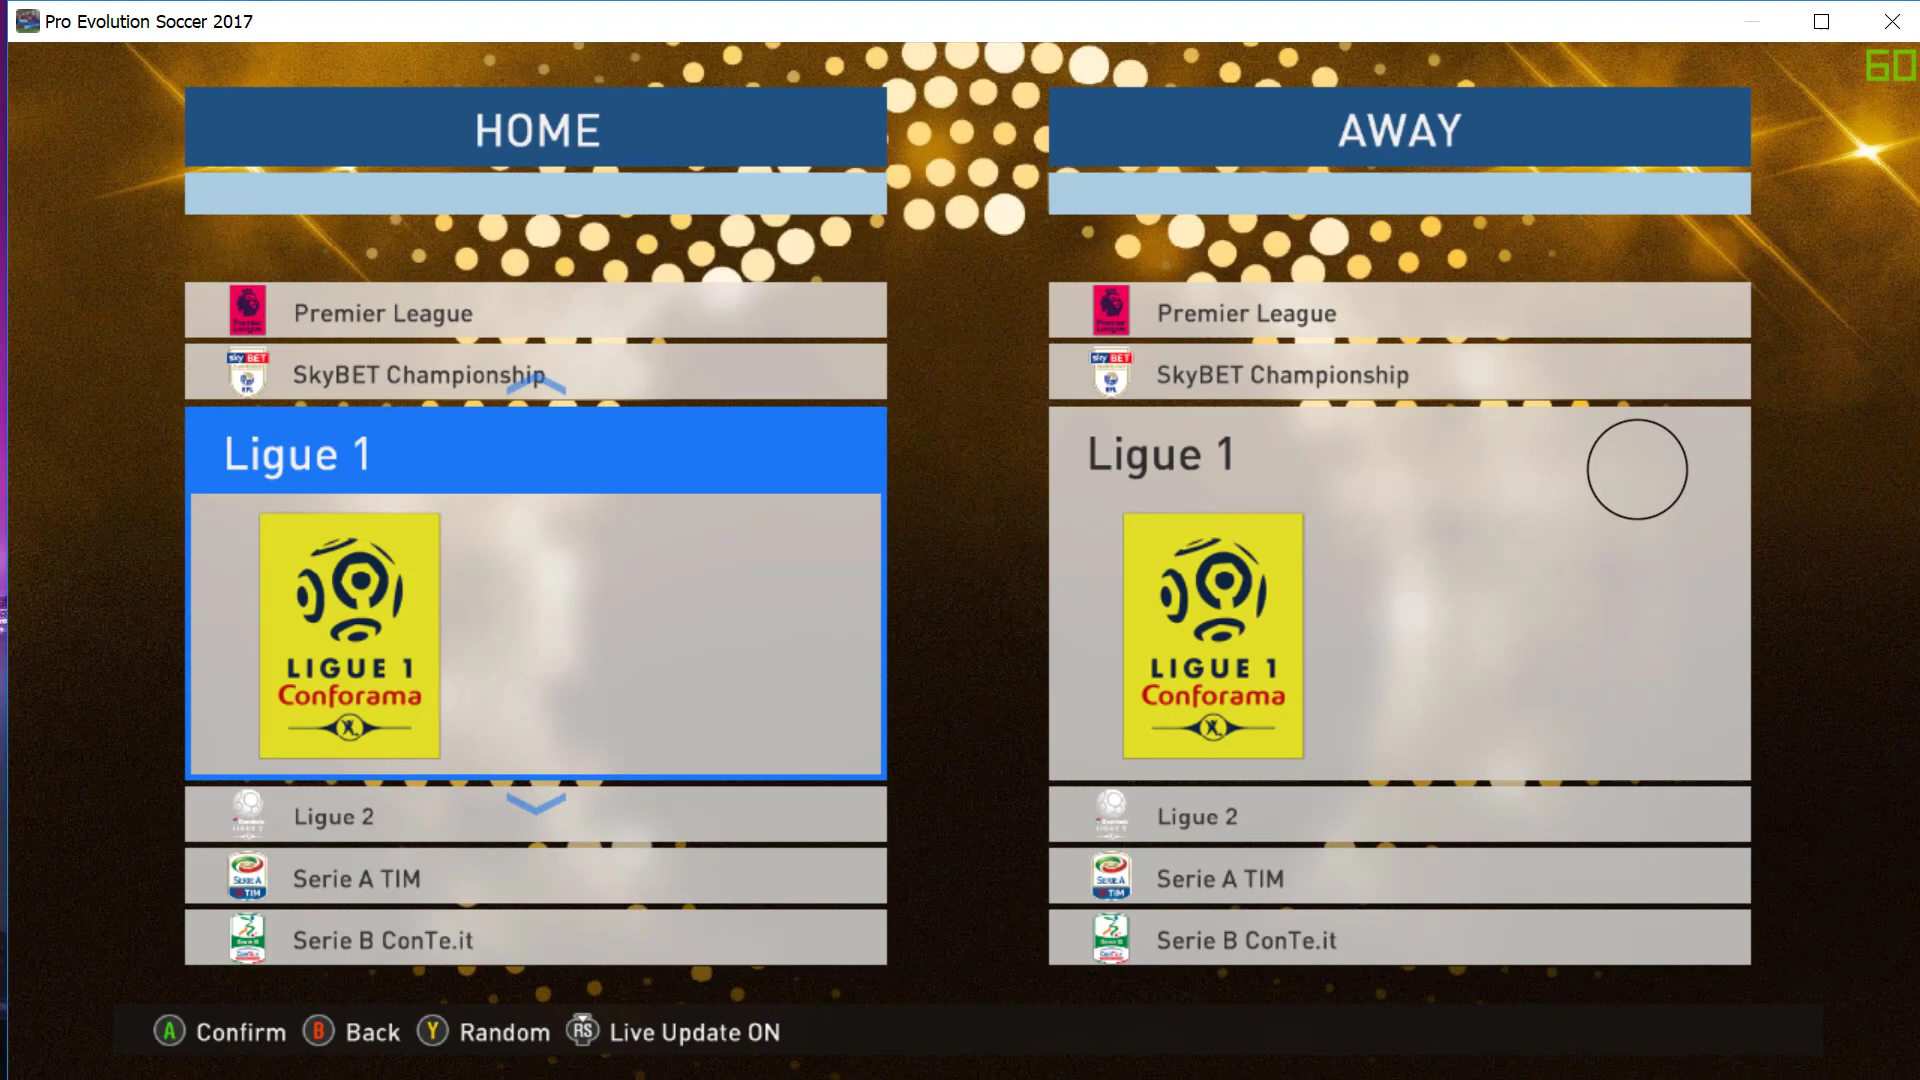 Pro Evolution Soccer 2017
60
HOME
AWAY
Premier League
Premier League
SkyBET Championship
SkyBET Championship
Ligue 1
Ligue 1
LIGUE 1
Conforama
LIGUE 1
Conforama
Ligue 2
Ligue 2
Serie A TIM
Serie A TIM
Serie B ConTe.it
Serie B ConTe.it
A Confirm B Back Y Random RS Live Update ON